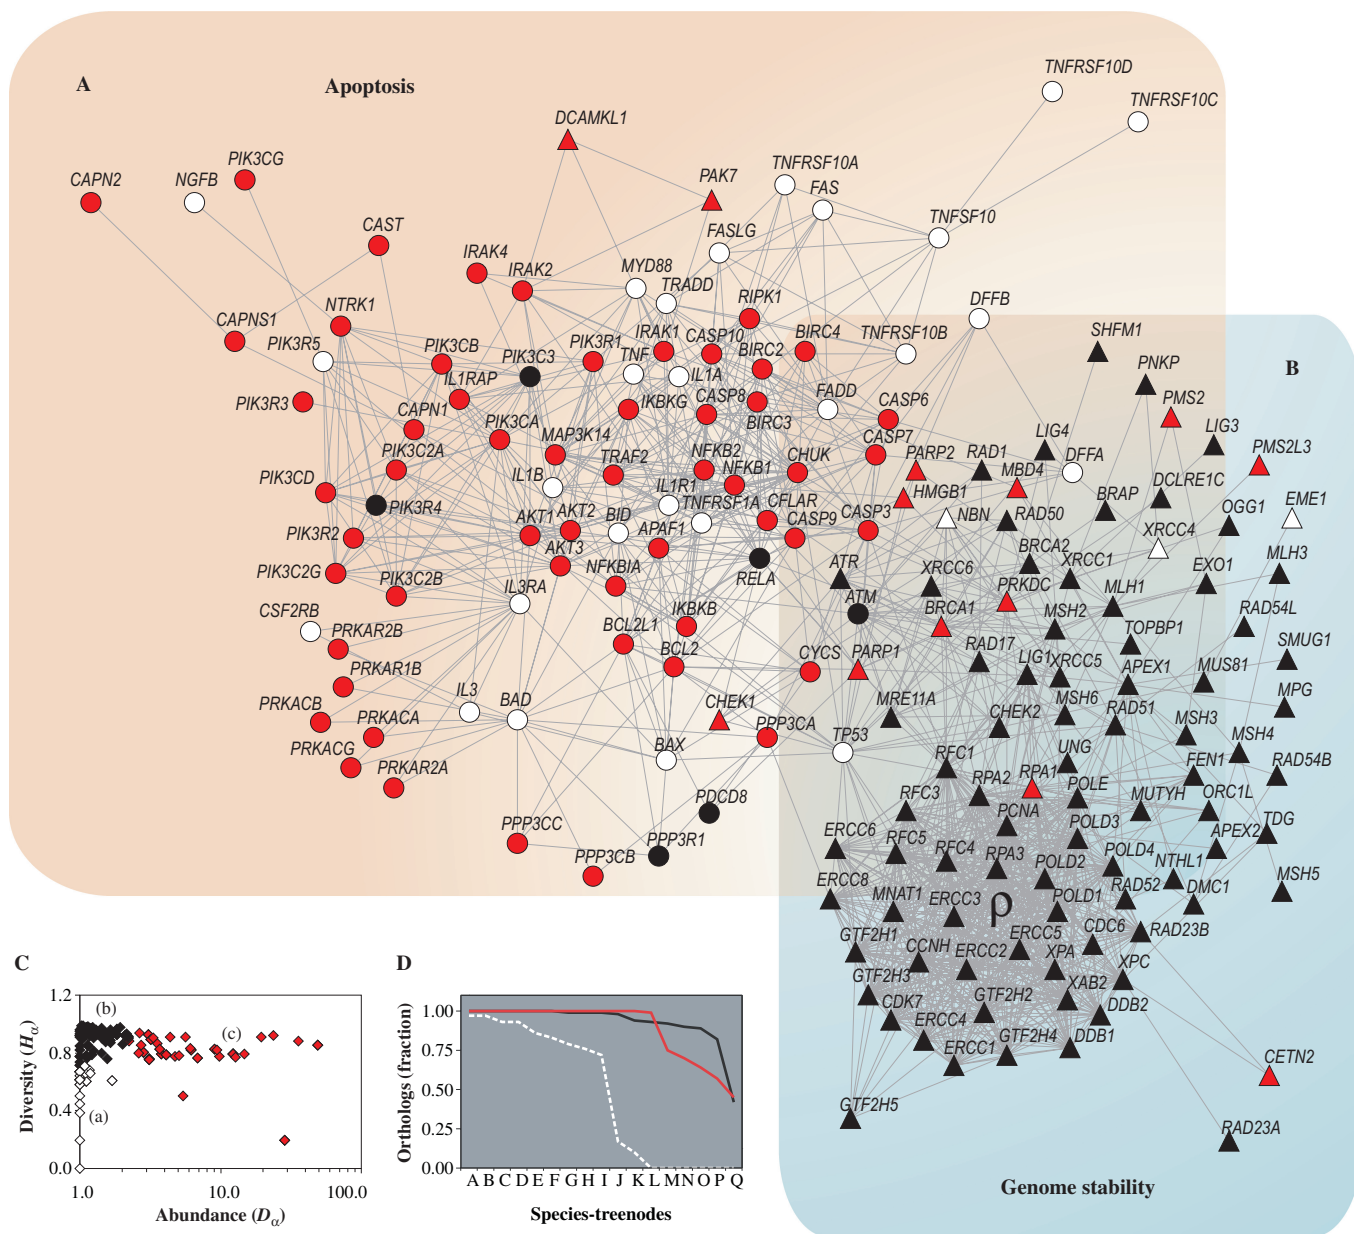 A
Apoptosis
TNFRSF10D
TNFRSF10C
DCAMKL1
PIK3CG
CAPN2
NGFB
TNFRSF10A
PAK7
FAS
CAST
TNFSF10
FASLG
IRAK4
IRAK2
MYD88
TRADD
NTRK1
RIPK1
DFFB
CAPNS1
PIK3R5
PIK3CB
PIK3C3
PIK3R1
IRAK1
CASP10
BIRC4
TNFRSF10B
SHFM1
TNF
BIRC2
PNKP
B
IL1RAP
IL1A
PIK3R3
IKBKG
CASP8
BIRC3
FADD
CASP6
PMS2
CAPN1
PIK3CA
MAP3K14
CASP7
LIG4
LIG3
PIK3C2A
TRAF2
NFKB2
NFKB1
CHUK
PARP2
RAD1
DFFA
PMS2L3
PIK3CD
IL1B
IL1R1
MBD4
DCLRE1C
PIK3R4
TNFRSF1A
CFLAR
HMGB1
BRAP
OGG1
EME1
PIK3R2
AKT1
AKT2
BID
APAF1
CASP9
CASP3
NBN
RAD50
XRCC4
AKT3
RELA
ATR
BRCA2
XRCC1
EXO1
MLH3
PIK3C2G
PIK3C2B
NFKBIA
XRCC6
PRKDC
MLH1
IL3RA
ATM
BRCA1
MSH2
CSF2RB
IKBKB
TOPBP1
RAD54L
PRKAR2B
BCL2L1
RAD17
SMUG1
PRKAR1B
BCL2
CYCS
PARP1
LIG1
XRCC5
APEX1
MUS81
PRKACB
PRKACA
IL3
BAD
CHEK1
PPP3CA
MRE11A
CHEK2
MSH6
RAD51
MPG
MSH3
MSH4
PRKACG
BAX
TP53
PRKAR2A
RFC1
UNG
FEN1
RAD54B
RPA2
RPA1
POLE
PDCD8
RFC3
PCNA
MUTYH
ORC1L
PPP3CC
PPP3R1
ERCC6
RFC5
POLD3
APEX2
TDG
PPP3CB
RFC4
RPA3
POLD2
POLD4
NTHL1
ERCC8
MNAT1
ERCC3
ρ
POLD1
RAD52
DMC1
MSH5
GTF2H1
CCNH
ERCC2
ERCC5
XPA
CDC6
RAD23B
GTF2H3
XPC
CDK7
GTF2H2
XAB2
DDB2
ERCC4
ERCC1
GTF2H4
DDB1
GTF2H5
CETN2
RAD23A
Genome stability
C
1.2
0.8
0.4
0.0
Diversity (Hα)
(b)
(c)
(a)
1.0
10.0
100.0
Abundance (Dα)
D
1.00
0.75
0.50
0.25
0.00
Orthologs (fraction)
A B C D E F G H I J K L M N O P Q
Species-treenodes